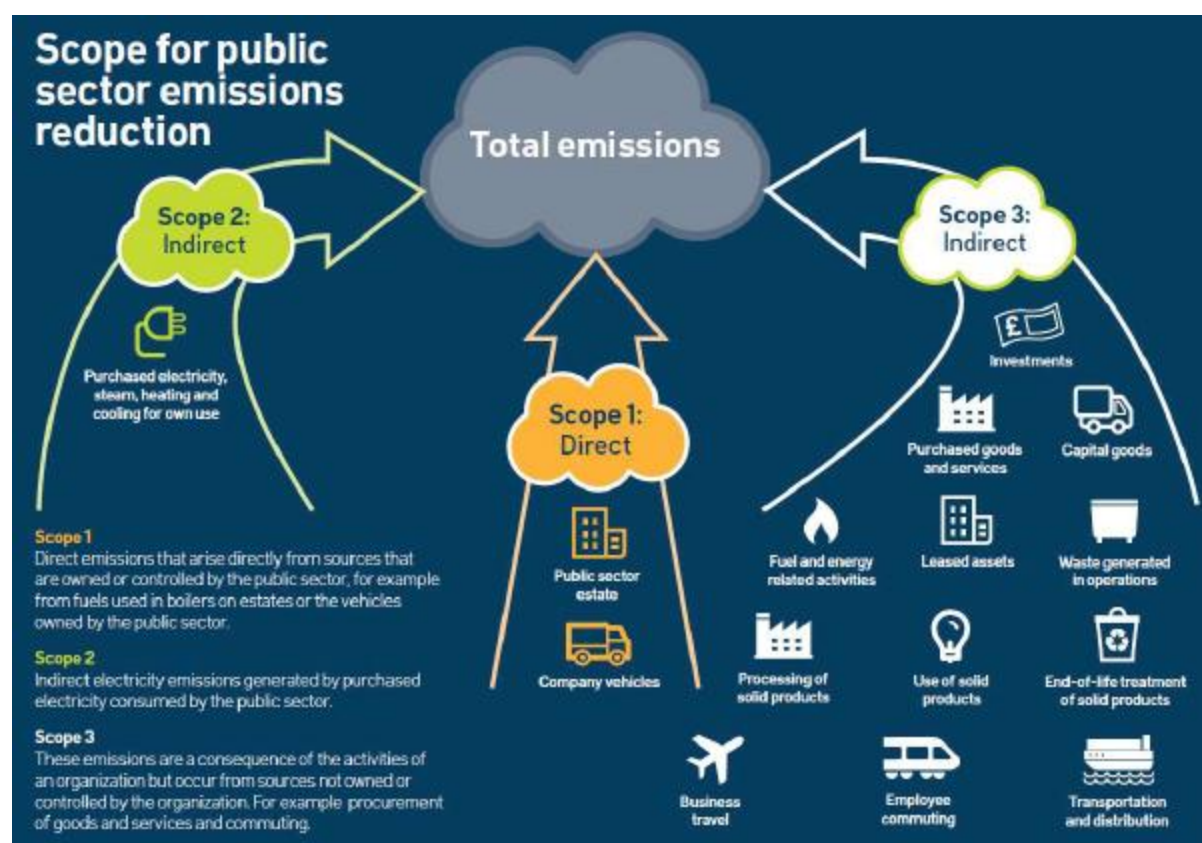 Scope for public
sector emissions
reduction
Total emissions
Scope 2:
Indirect
Purchased electricity,
steam, heating and
cooling for own use
Scope 1:
Direct
Public sector
estate
Company vehicles
Scope 3:
Indirect
£
Investments
Purchased goods
and services
Capital goods
Fuel and energy
related activities
Leased assets
Waste generated
in operations
Processing of
solid products
Use of solid
products
End-of-life treatment
of solid products
Business
travel
Employee
commuting
Transportation
and distribution
Scope 1
Direct emissions that arise directly from sources that
are owned or controlled by the public sector, for example
from fuels used in boilers on estates or the vehicles
owned by the public sector.
Scope 2
Indirect electricity emissions generated by purchased
electricity consumed by the public sector.
Scope 3
These emissions are a consequence of the activities of
an organization but occur from sources not owned or
controlled by the organization. For example procurement
of goods and services and commuting.